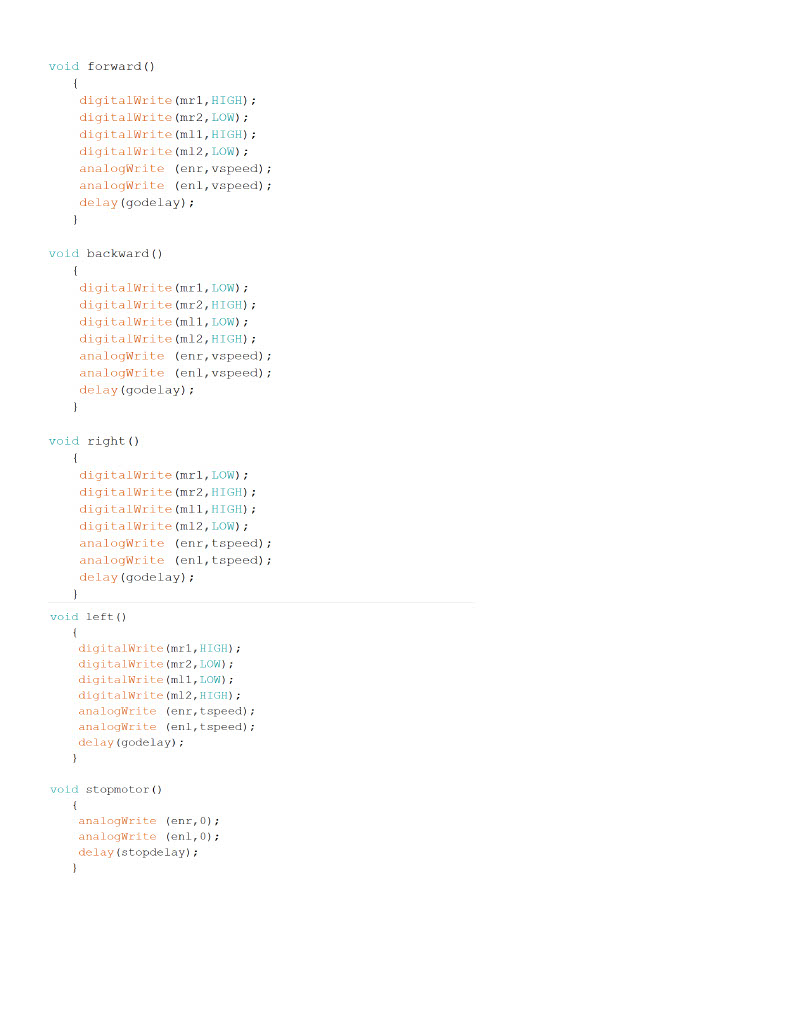 void forward()
{
digitalWrite(mr1,HIGH);
digitalWrite(mr2,LOW);
digitalWrite(ml1,HIGH);
digitalWrite(ml2,LOW);
analogWrite (enr,vspeed);
analogWrite (enl,vspeed);
delay(godelay);
}
void backward()
{
digitalWrite(mr1,LOW);
digitalWrite(mr2,HIGH);
digitalWrite(ml1,LOW);
digitalWrite(ml2,HIGH);
analogWrite (enr,vspeed);
analogWrite (enl,vspeed);
delay(godelay);
}
void right()
{
digitalWrite(mr1,LOW);
digitalWrite(mr2,HIGH);
digitalWrite(ml1,HIGH);
digitalWrite(ml2,LOW);
analogWrite (enr,tspeed);
analogWrite (enl,tspeed);
delay(godelay);
}
void left()
{
digitalWrite(mr1,HIGH);
digitalWrite(mr2,LOW);
digitalWrite(ml1,LOW);
digitalWrite(ml2,HIGH);
analogWrite (enr,tspeed);
analogWrite (enl,tspeed);
delay(godelay);
}
void stopmotor()
{
analogWrite (enr,0);
analogWrite (enl,0);
delay(stopdelay);
}